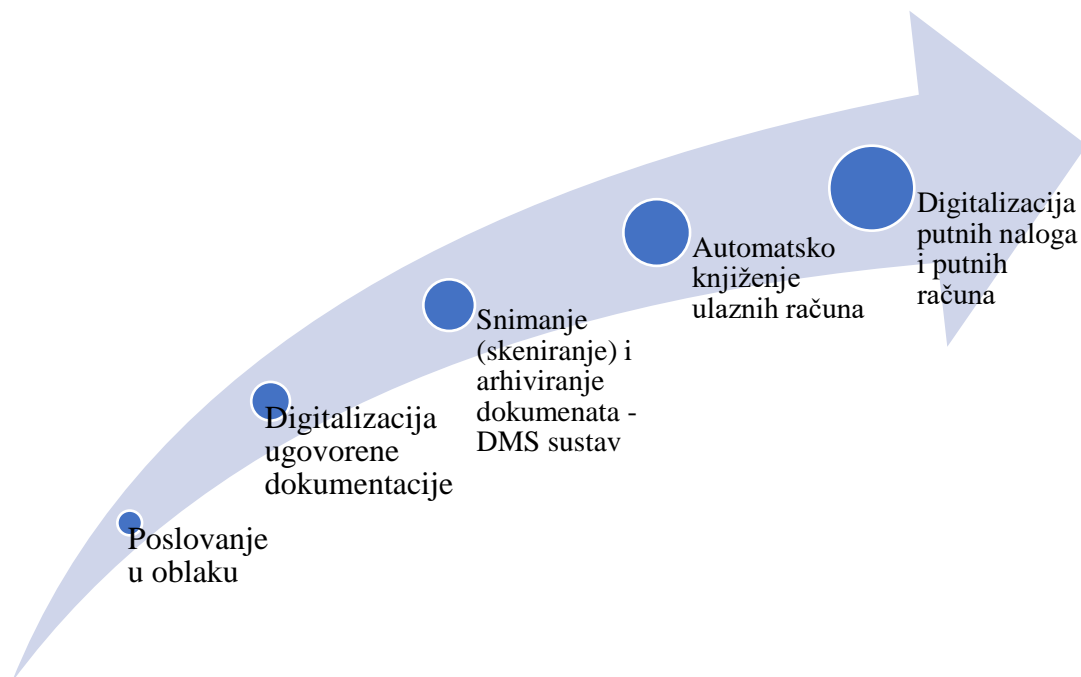 Poslovanje
u oblaku
Digitalizacija
ugovorene
dokumentacije
Snimanje
(skeniranje) i
arhiviranje
dokumenata -
DMS sustav
Automatsko
knjiženje
ulaznih računa
Digitalizacija
putnih naloga
i putnih
računa